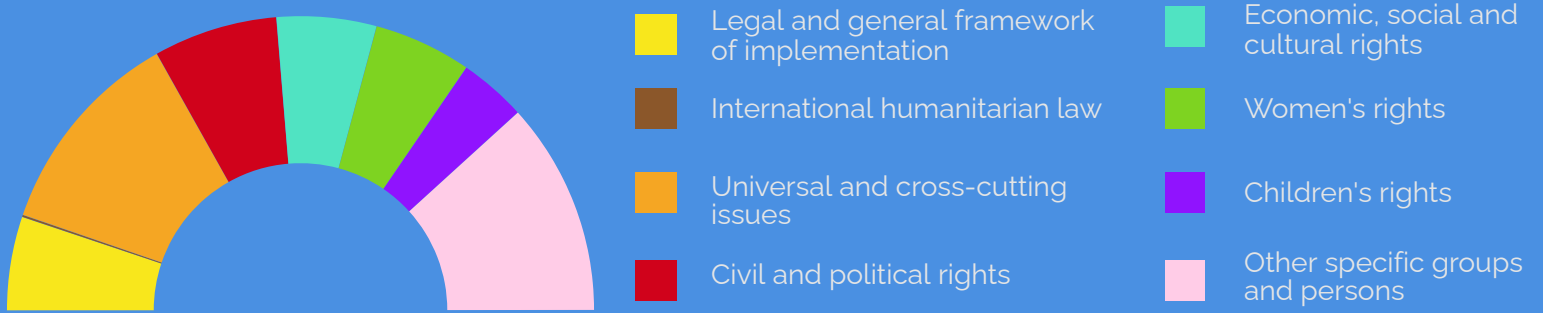 Legal and general framework
of implementation
International humanitarian law
Universal and cross-cutting
issues
Civil and political rights
Economic, social and
cultural rights
Women's rights
Children's rights
Other specific groups
and persons